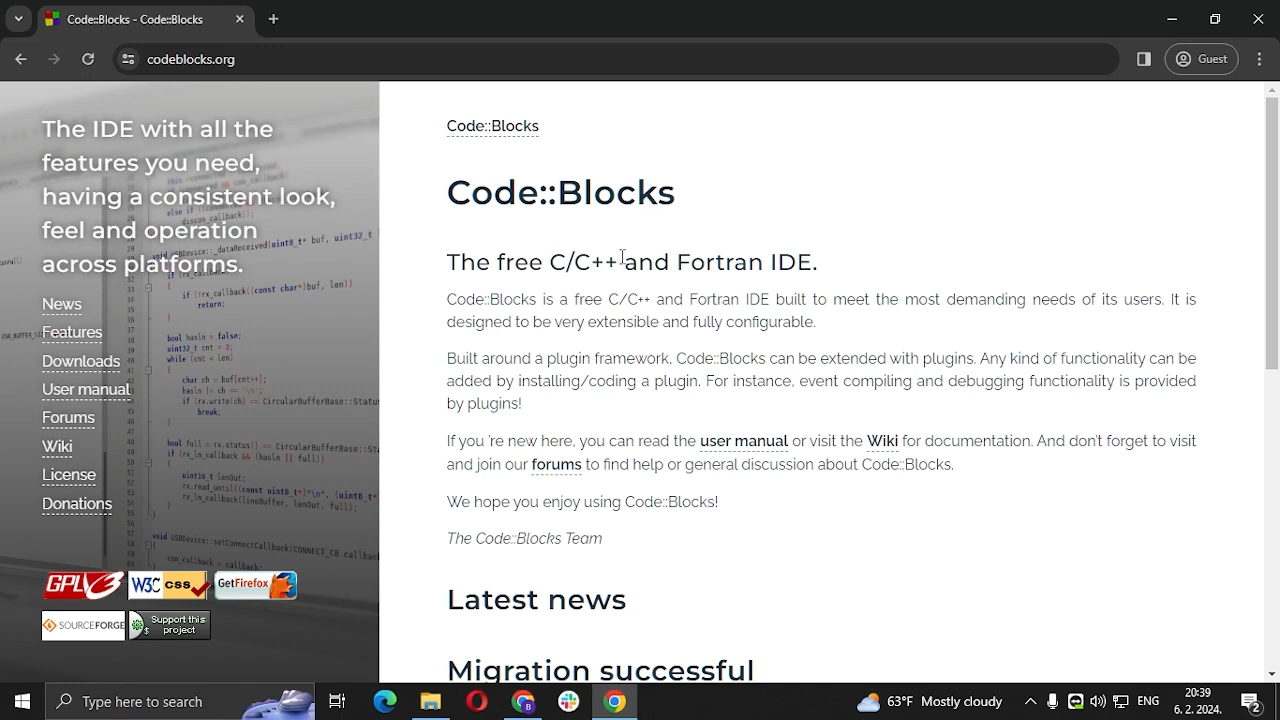 Code::Blocks - Code::Blocks
codeblocks.org
Guest
The IDE with all the
features you need,
having a consistent look,
feel and operation
across platforms.
News
Features
Downloads
User manual
Forums
Wiki
License
Donations
GPL v3
W3C css
GetFirefox
SOURCEFORGE
Support this
project
Code::Blocks
Code::Blocks
The free C/C++ and Fortran IDE.
Code::Blocks is a free C/C++ and Fortran IDE built to meet the most demanding needs of its users. It is
designed to be very extensible and fully configurable.
Built around a plugin framework, Code::Blocks can be extended with plugins. Any kind of functionality can be
added by installing/coding a plugin. For instance, event compiling and debugging functionality is provided
by plugins!
If you 're new here, you can read the user manual or visit the Wiki for documentation. And don't forget to visit
and join our forums to find help or general discussion about Code::Blocks.
We hope you enjoy using Code::Blocks!
The Code::Blocks Team
Latest news
Migration successful
Type here to search
63°F Mostly cloudy
ENG
20:39
6. 2. 2024.
2